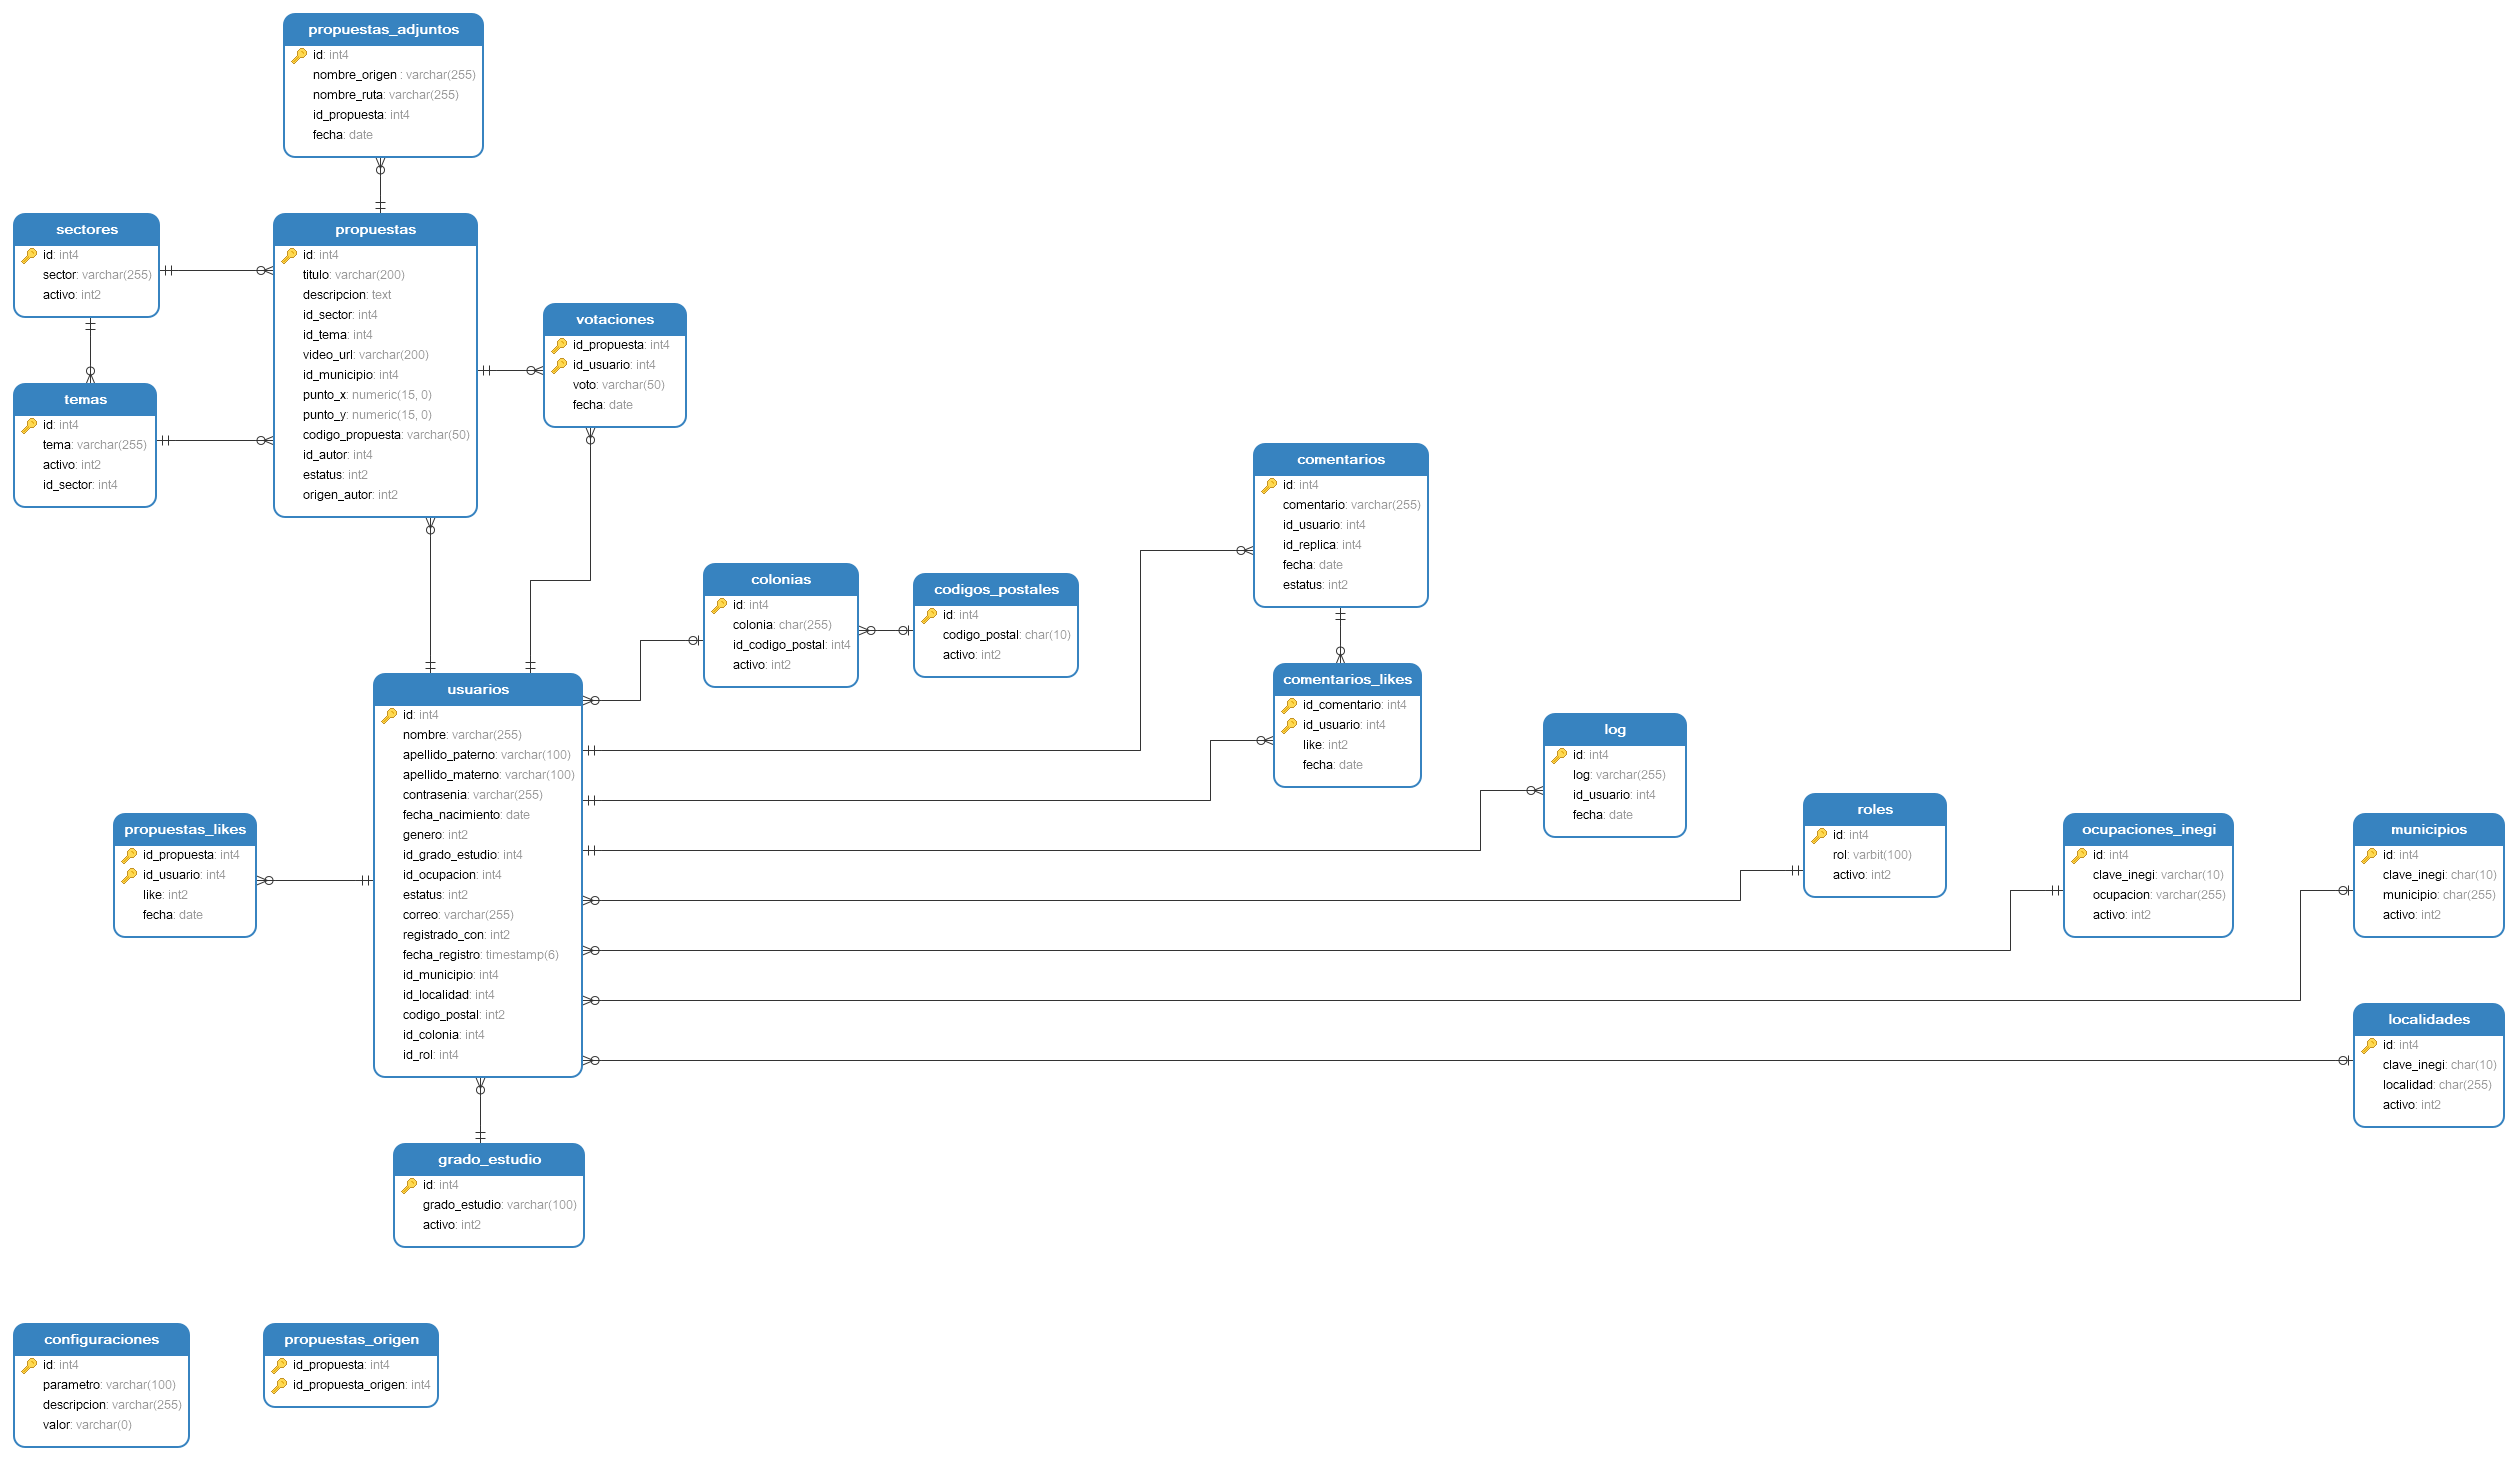 propuestas_adjuntos
id: int4
nombre_origen : varchar(255)
nombre_ruta: varchar(255)
id_propuesta: int4
fecha: date
sectores
id: int4
sector: varchar(255)
activo: int2
propuestas
id: int4
titulo: varchar(200)
descripcion: text
id_sector: int4
id_tema: int4
video_url: varchar(200)
id_municipio: int4
punto_x: numeric(15, 0)
punto_y: numeric(15, 0)
codigo_propuesta: varchar(50)
id_autor: int4
estatus: int2
origen_autor: int2
votaciones
id_propuesta: int4
id_usuario: int4
voto: varchar(50)
fecha: date
temas
id: int4
tema: varchar(255)
activo: int2
id_sector: int4
comentarios
id: int4
comentario: varchar(255)
id_usuario: int4
id_replica: int4
fecha: date
estatus: int2
colonias
id: int4
colonia: char(255)
id_codigo_postal: int4
activo: int2
codigos_postales
id: int4
codigo_postal: char(10)
activo: int2
usuarios
id: int4
nombre: varchar(255)
apellido_paterno: varchar(100)
apellido_materno: varchar(100)
contrasenia: varchar(255)
fecha_nacimiento: date
genero: int2
id_grado_estudio: int4
id_ocupacion: int4
estatus: int2
correo: varchar(255)
registrado_con: int2
fecha_registro: timestamp(6)
id_municipio: int4
id_localidad: int4
codigo_postal: int2
id_colonia: int4
id_rol: int4
comentarios_likes
id_comentario: int4
id_usuario: int4
like: int2
fecha: date
log
id: int4
log: varchar(255)
id_usuario: int4
fecha: date
roles
id: int4
rol: varbit(100)
activo: int2
propuestas_likes
id_propuesta: int4
id_usuario: int4
like: int2
fecha: date
ocupaciones_inegi
id: int4
clave_inegi: varchar(10)
ocupacion: varchar(255)
activo: int2
municipios
id: int4
clave_inegi: char(10)
municipio: char(255)
activo: int2
localidades
id: int4
clave_inegi: char(10)
localidad: char(255)
activo: int2
grado_estudio
id: int4
grado_estudio: varchar(100)
activo: int2
configuraciones
id: int4
parametro: varchar(100)
descripcion: varchar(255)
valor: varchar(0)
propuestas_origen
id_propuesta: int4
id_propuesta_origen: int4